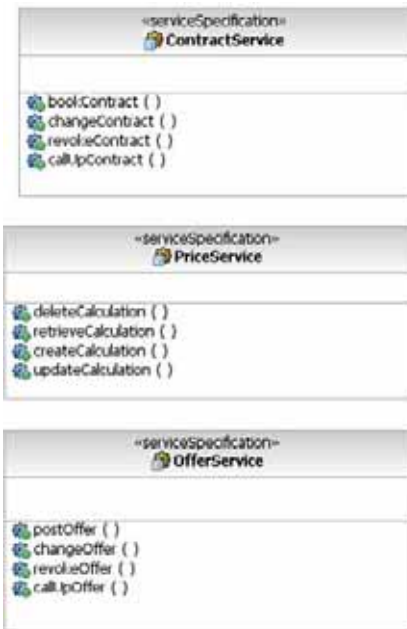 «serviceSpecification»
ContractService
bookContract ( )
changeContract ( )
revokeContract ( )
callUpContract ( )
«serviceSpecification»
PriceService
deleteCalculation ( )
retrieveCalculation ( )
createCalculation ( )
updateCalculation ( )
«serviceSpecification»
OfferService
postOffer ( )
changeOffer ( )
revokeOffer ( )
callUpOffer ( )